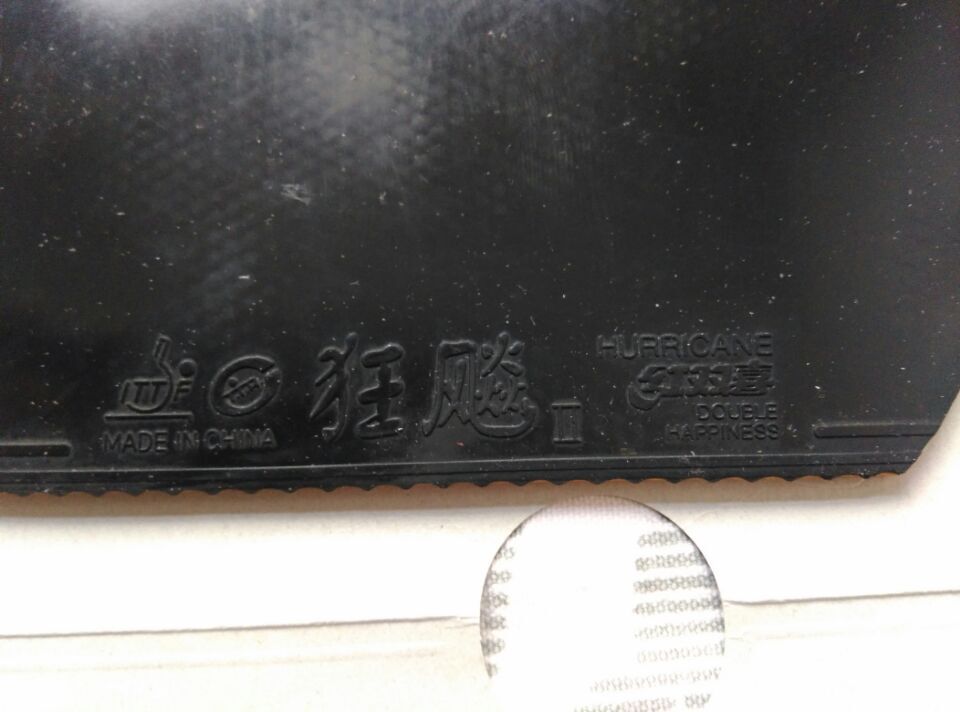 ITTF
MADE IN CHINA
狂飚 III
HURRICANE
红双喜
DOUBLE
HAPPINESS